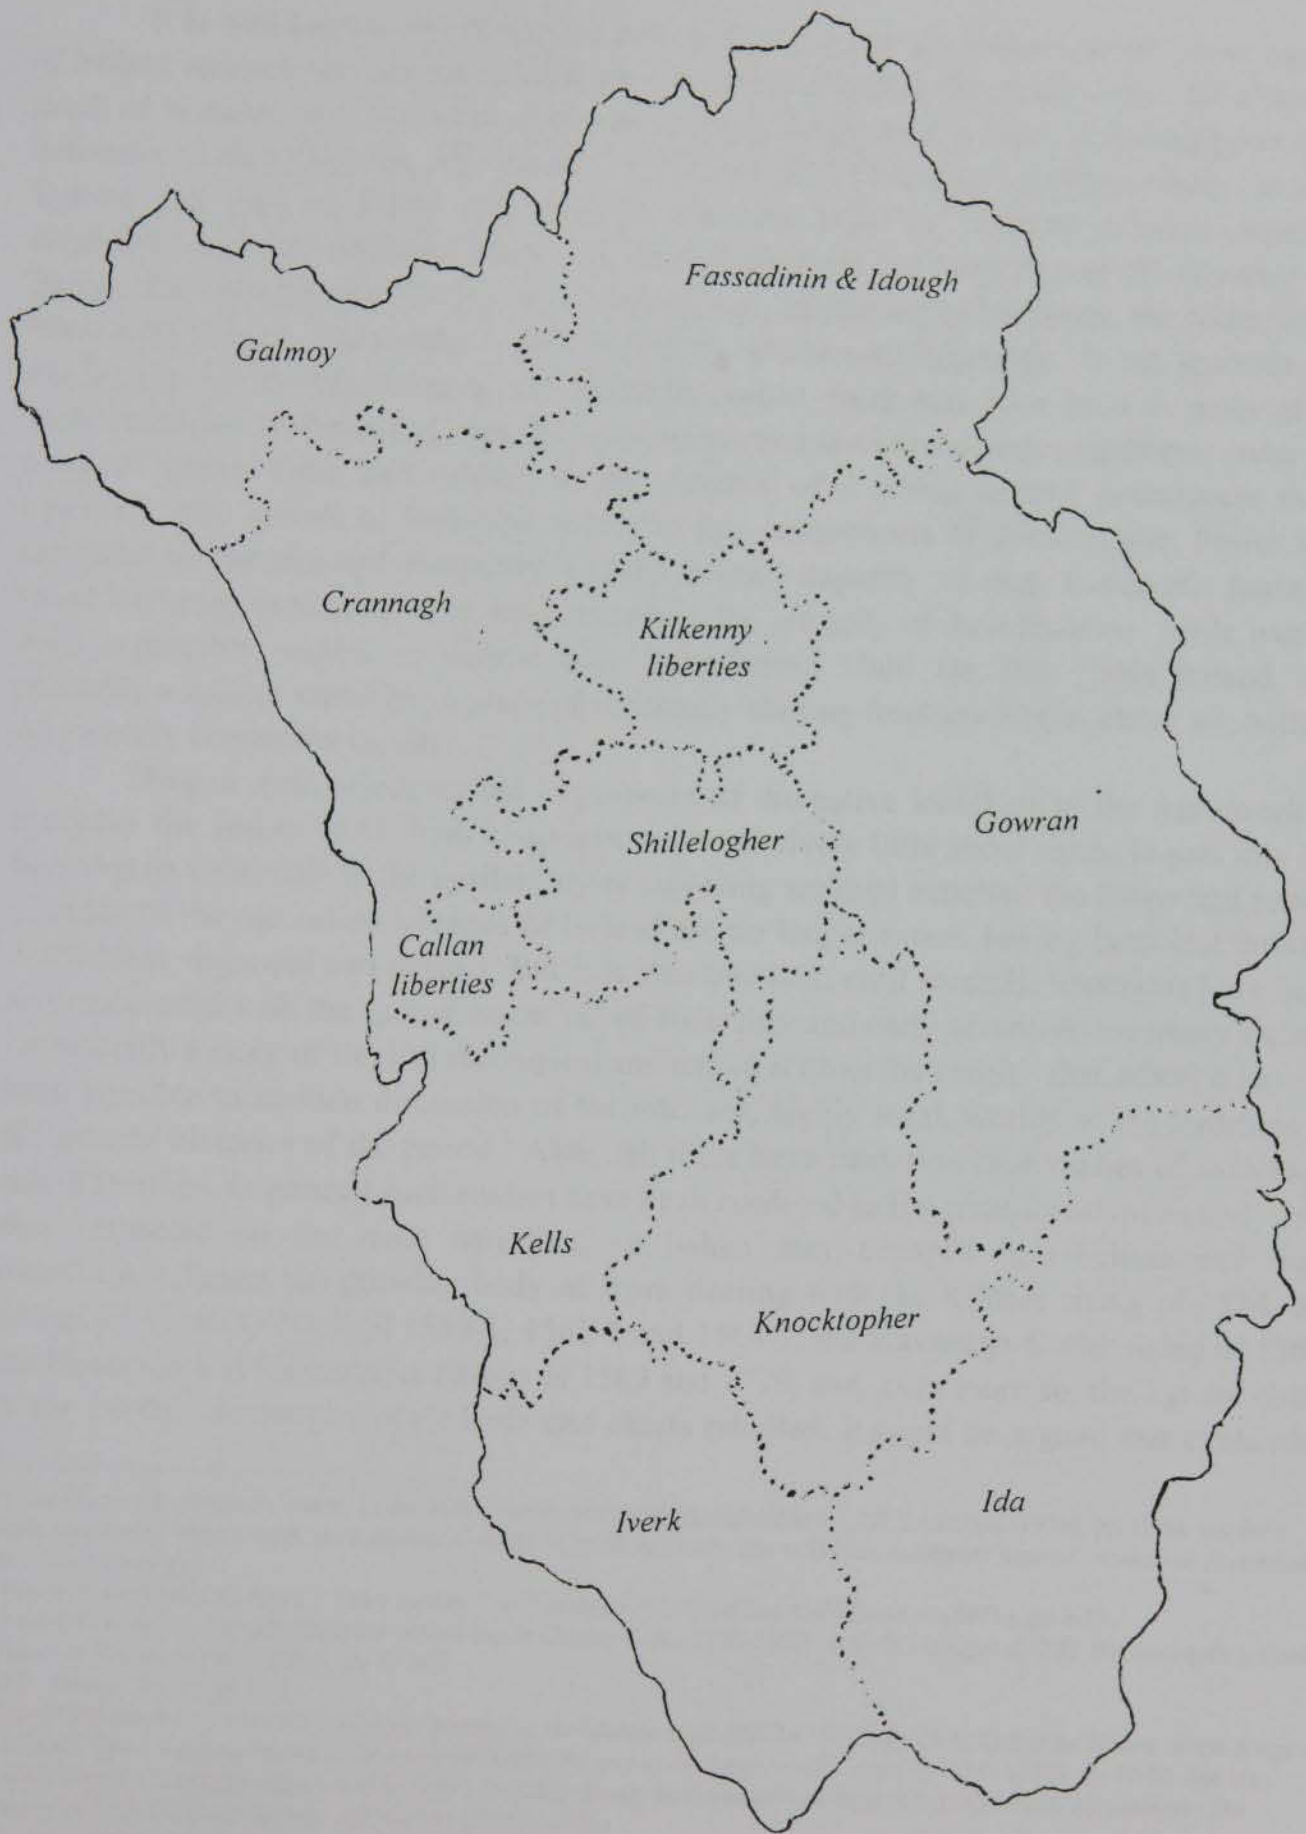 Fassadinin & Idough
Galmoy
Crannagh
Kilkenny
liberties
Gowran
Shillelogher
Callan
liberties
Kells
Knocktopher
Ida
Iverk